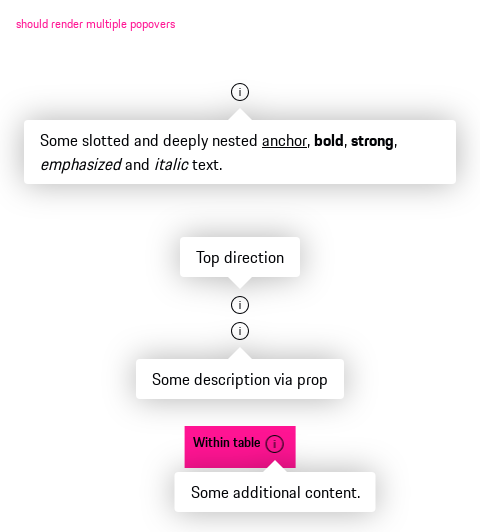 should render multiple popovers
i
Some slotted and deeply nested anchor, bold, strong,
emphasized and italic text.
Top direction
i
i
Some description via prop
Within table i
Some additional content.